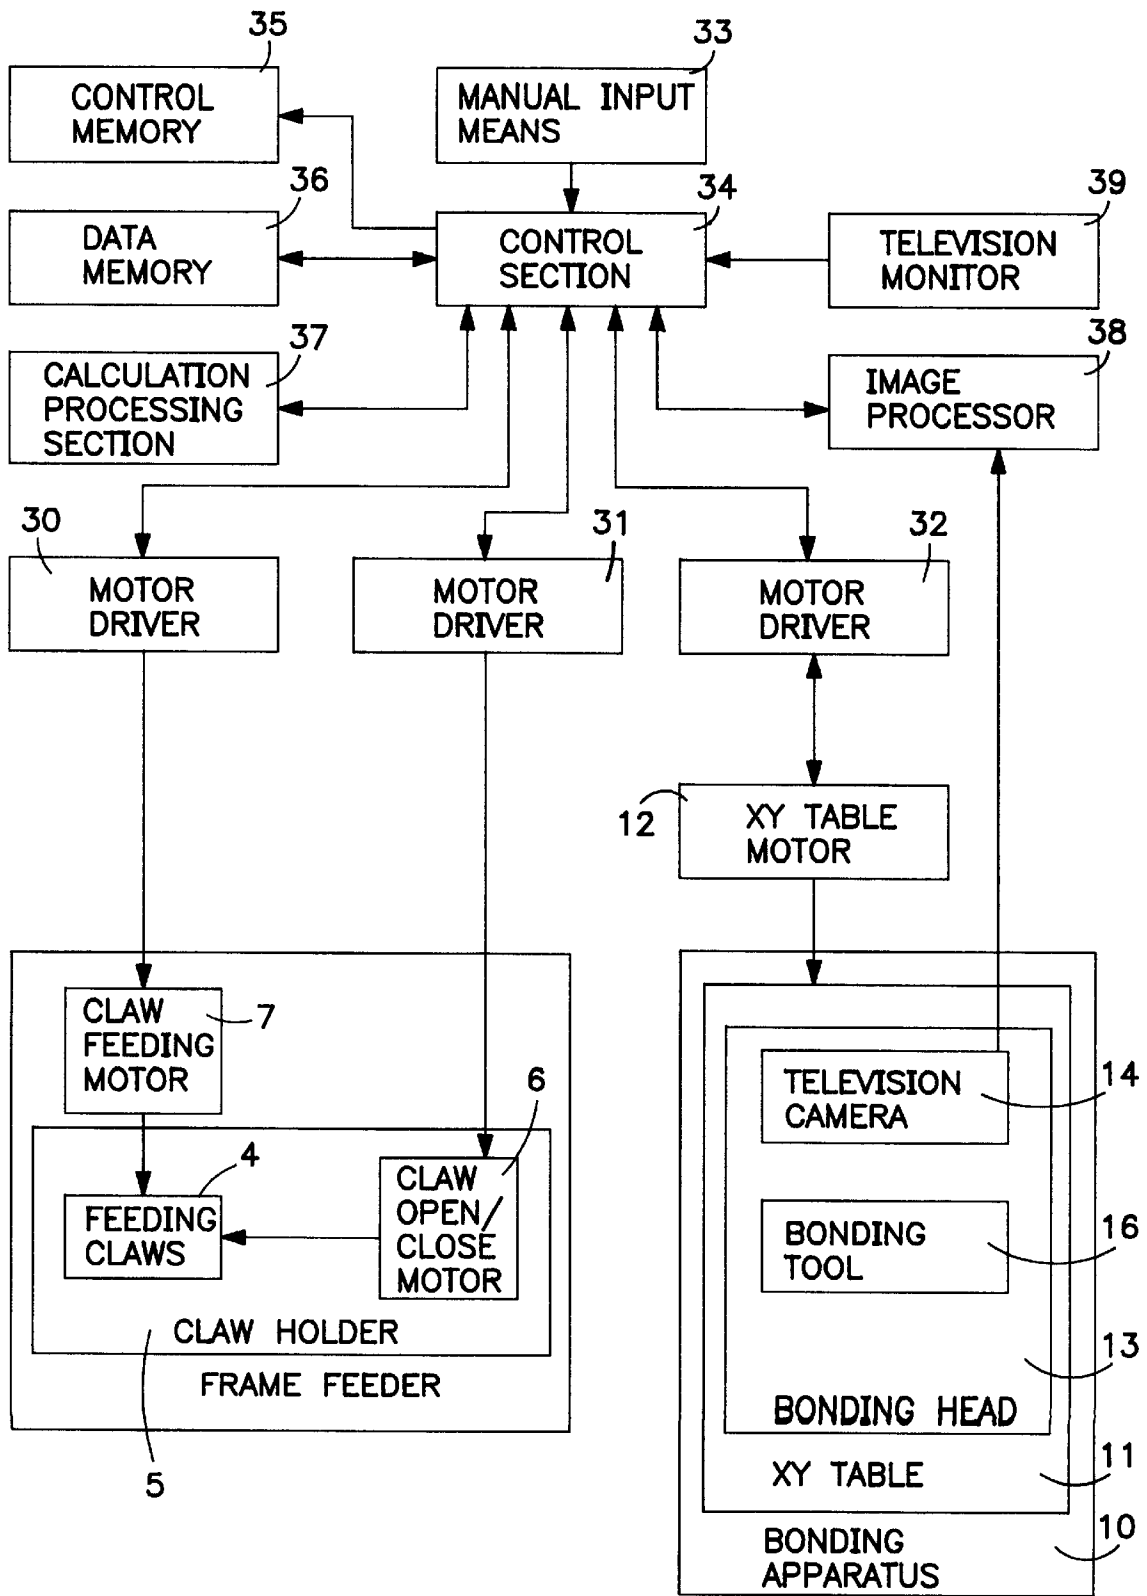 35
CONTROL
MEMORY
33
MANUAL INPUT
MEANS
36
DATA
MEMORY
34
CONTROL
SECTION
39
TELEVISION
MONITOR
37
CALCULATION
PROCESSING
SECTION
38
IMAGE
PROCESSOR
30
MOTOR
DRIVER
31
MOTOR
DRIVER
32
MOTOR
DRIVER
12
XY TABLE
MOTOR
CLAW
FEEDING
MOTOR
7
6
CLAW
OPEN/
CLOSE
MOTOR
4
FEEDING
CLAWS
CLAW HOLDER
FRAME FEEDER
5
TELEVISION
CAMERA
14
BONDING
TOOL
16
13
BONDING HEAD
XY TABLE
11
BONDING
APPARATUS
10